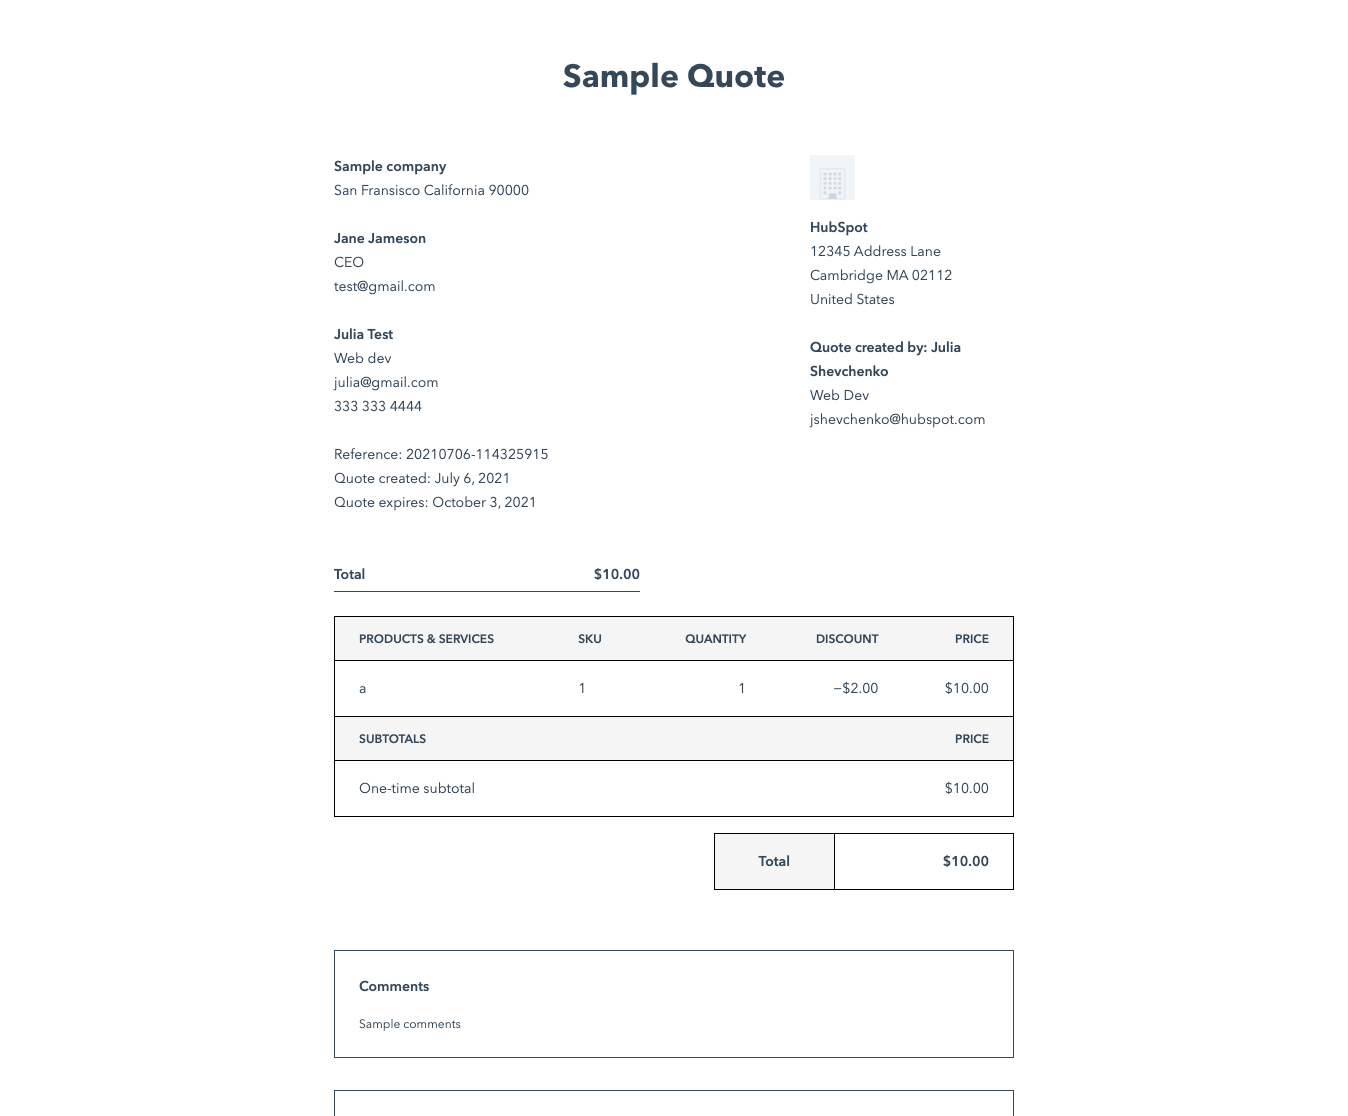 Sample Quote
Sample company
San Fransisco California 90000
Jane Jameson
CEO
test@gmail.com
Julia Test
Web dev
julia@gmail.com
333 333 4444
Reference: 20210706-114325915
Quote created: July 6, 2021
Quote expires: October 3, 2021
HubSpot
12345 Address Lane
Cambridge MA 02112
United States
Quote created by: Julia
Shevchenko
Web Dev
jshevchenko@hubspot.com
Total $10.00
PRODUCTS & SERVICES SKU QUANTITY DISCOUNT PRICE
a 1 1 −$2.00 $10.00
SUBTOTALS PRICE
One-time subtotal $10.00
Total $10.00
Comments
Sample comments